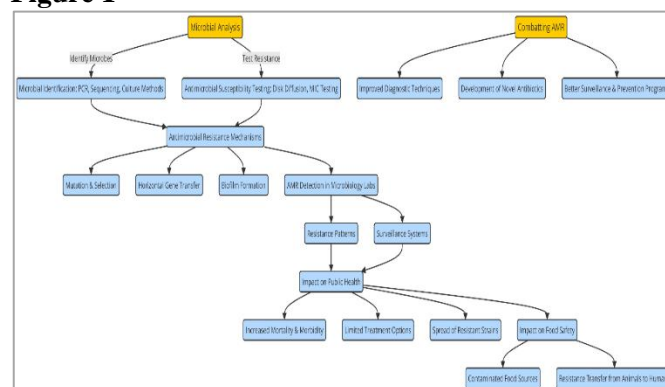 Figure 1
Microbial Analysis
Combatting AMR
Identify Microbes
Test Resistance
Microbial Identification: PCR, Sequencing, Culture Methods
Antimicrobial Susceptibility Testing: Disk Diffusion, MIC Testing
Improved Diagnostic Techniques
Development of Novel Antibiotics
Better Surveillance & Prevention Program
Antimicrobial Resistance Mechanisms
Mutation & Selection
Horizontal Gene Transfer
Biofilm Formation
AMR Detection in Microbiology Labs
Resistance Patterns
Surveillance Systems
Impact on Public Health
Increased Mortality & Morbidity
Limited Treatment Options
Spread of Resistant Strains
Impact on Food Safety
Contaminated Food Sources
Resistance Transfer from Animals to Human